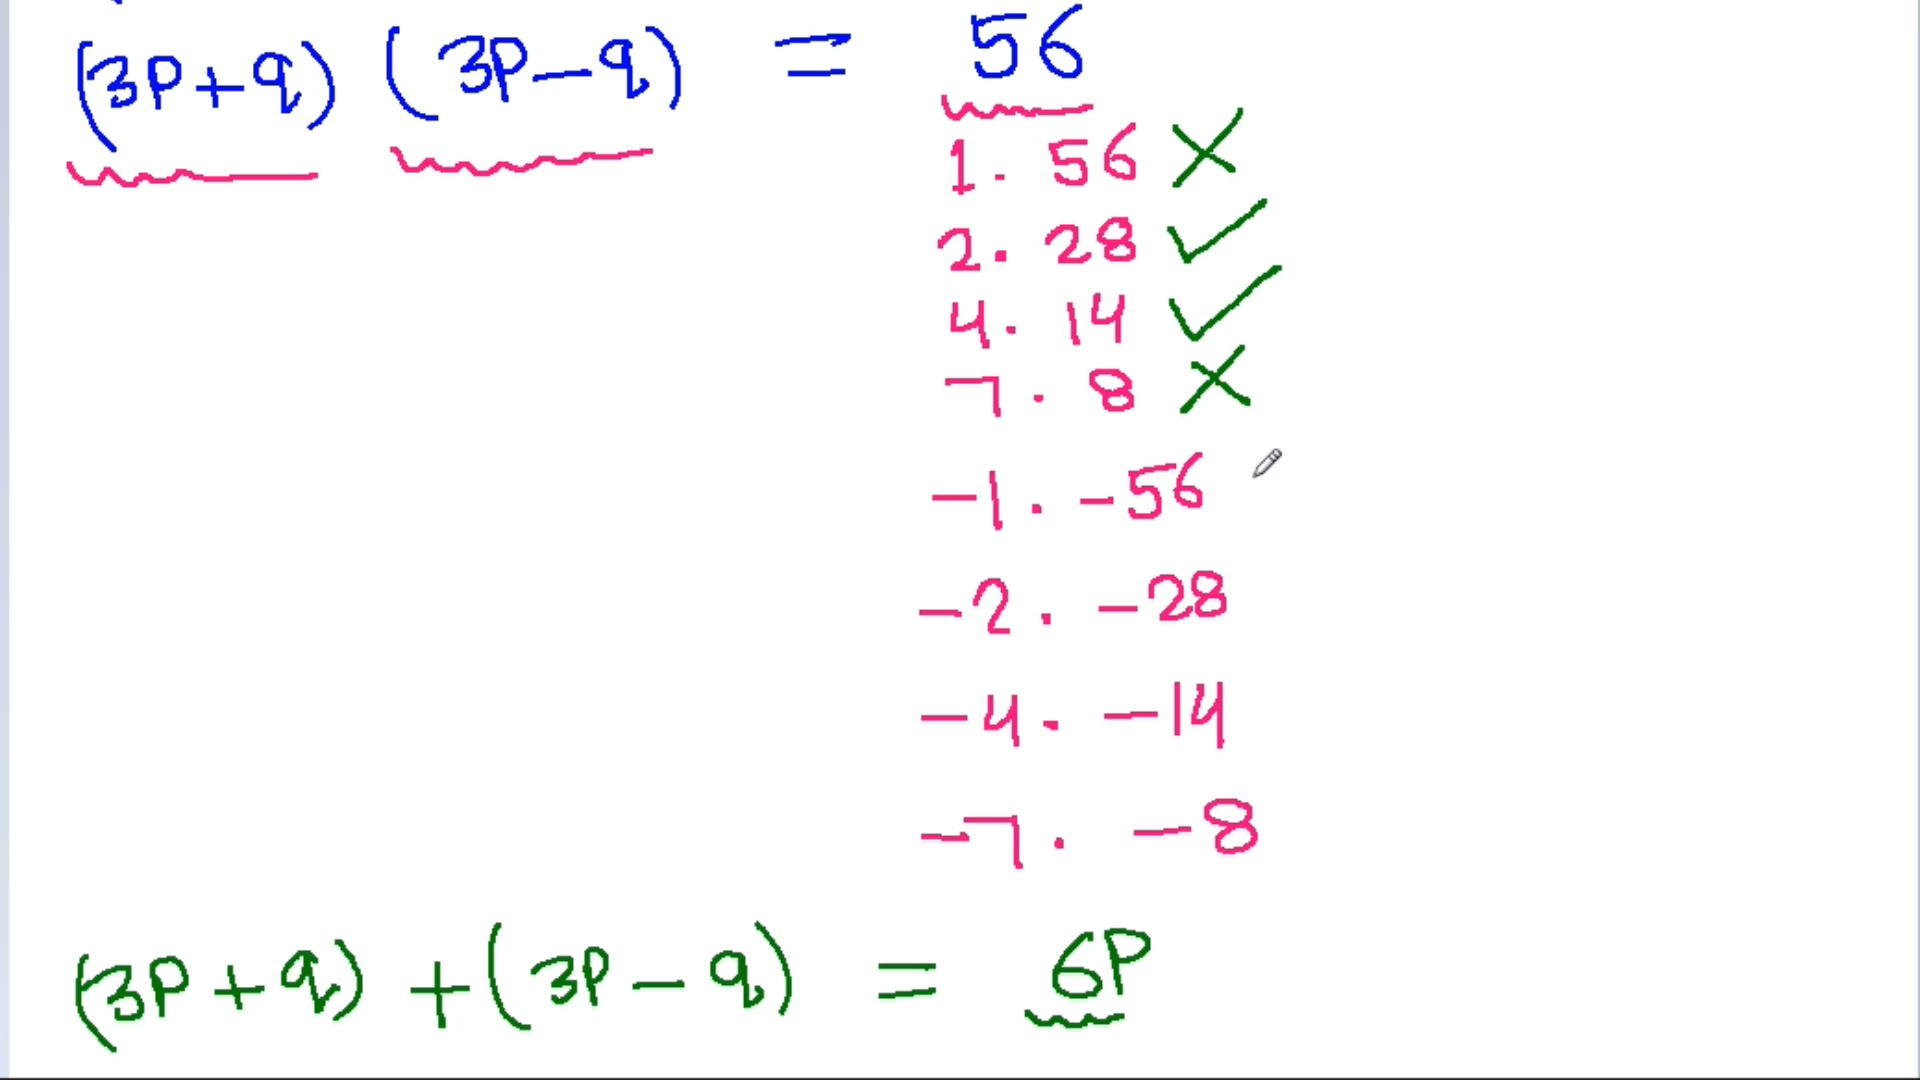 (3P+q) (3P-q) = 56
1. 56 ×
2. 28 ✓
4. 14 ✓
7. 8 ×
-1. -56
-2. -28
-4. -14
-7. -8
(3P+q) + (3P-q) = 6P